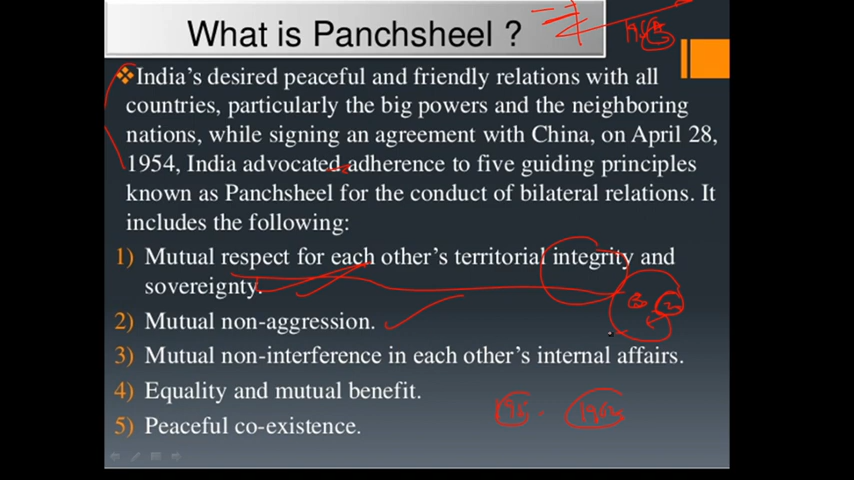 What is Panchsheel ?
❖India's desired peaceful and friendly relations with all
countries, particularly the big powers and the neighboring
nations, while signing an agreement with China, on April 28,
1954, India advocated adherence to five guiding principles
known as Panchsheel for the conduct of bilateral relations. It
includes the following:
1) Mutual respect for each other's territorial integrity and
sovereignty.
2) Mutual non-aggression.
3) Mutual non-interference in each other's internal affairs.
4) Equality and mutual benefit.
5) Peaceful co-existence.